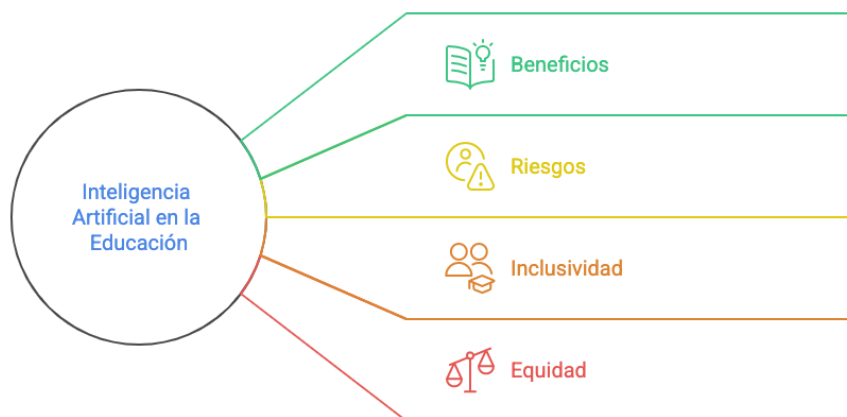 Inteligencia
Artificial en la
Educación
Beneficios
Riesgos
Inclusividad
Equidad